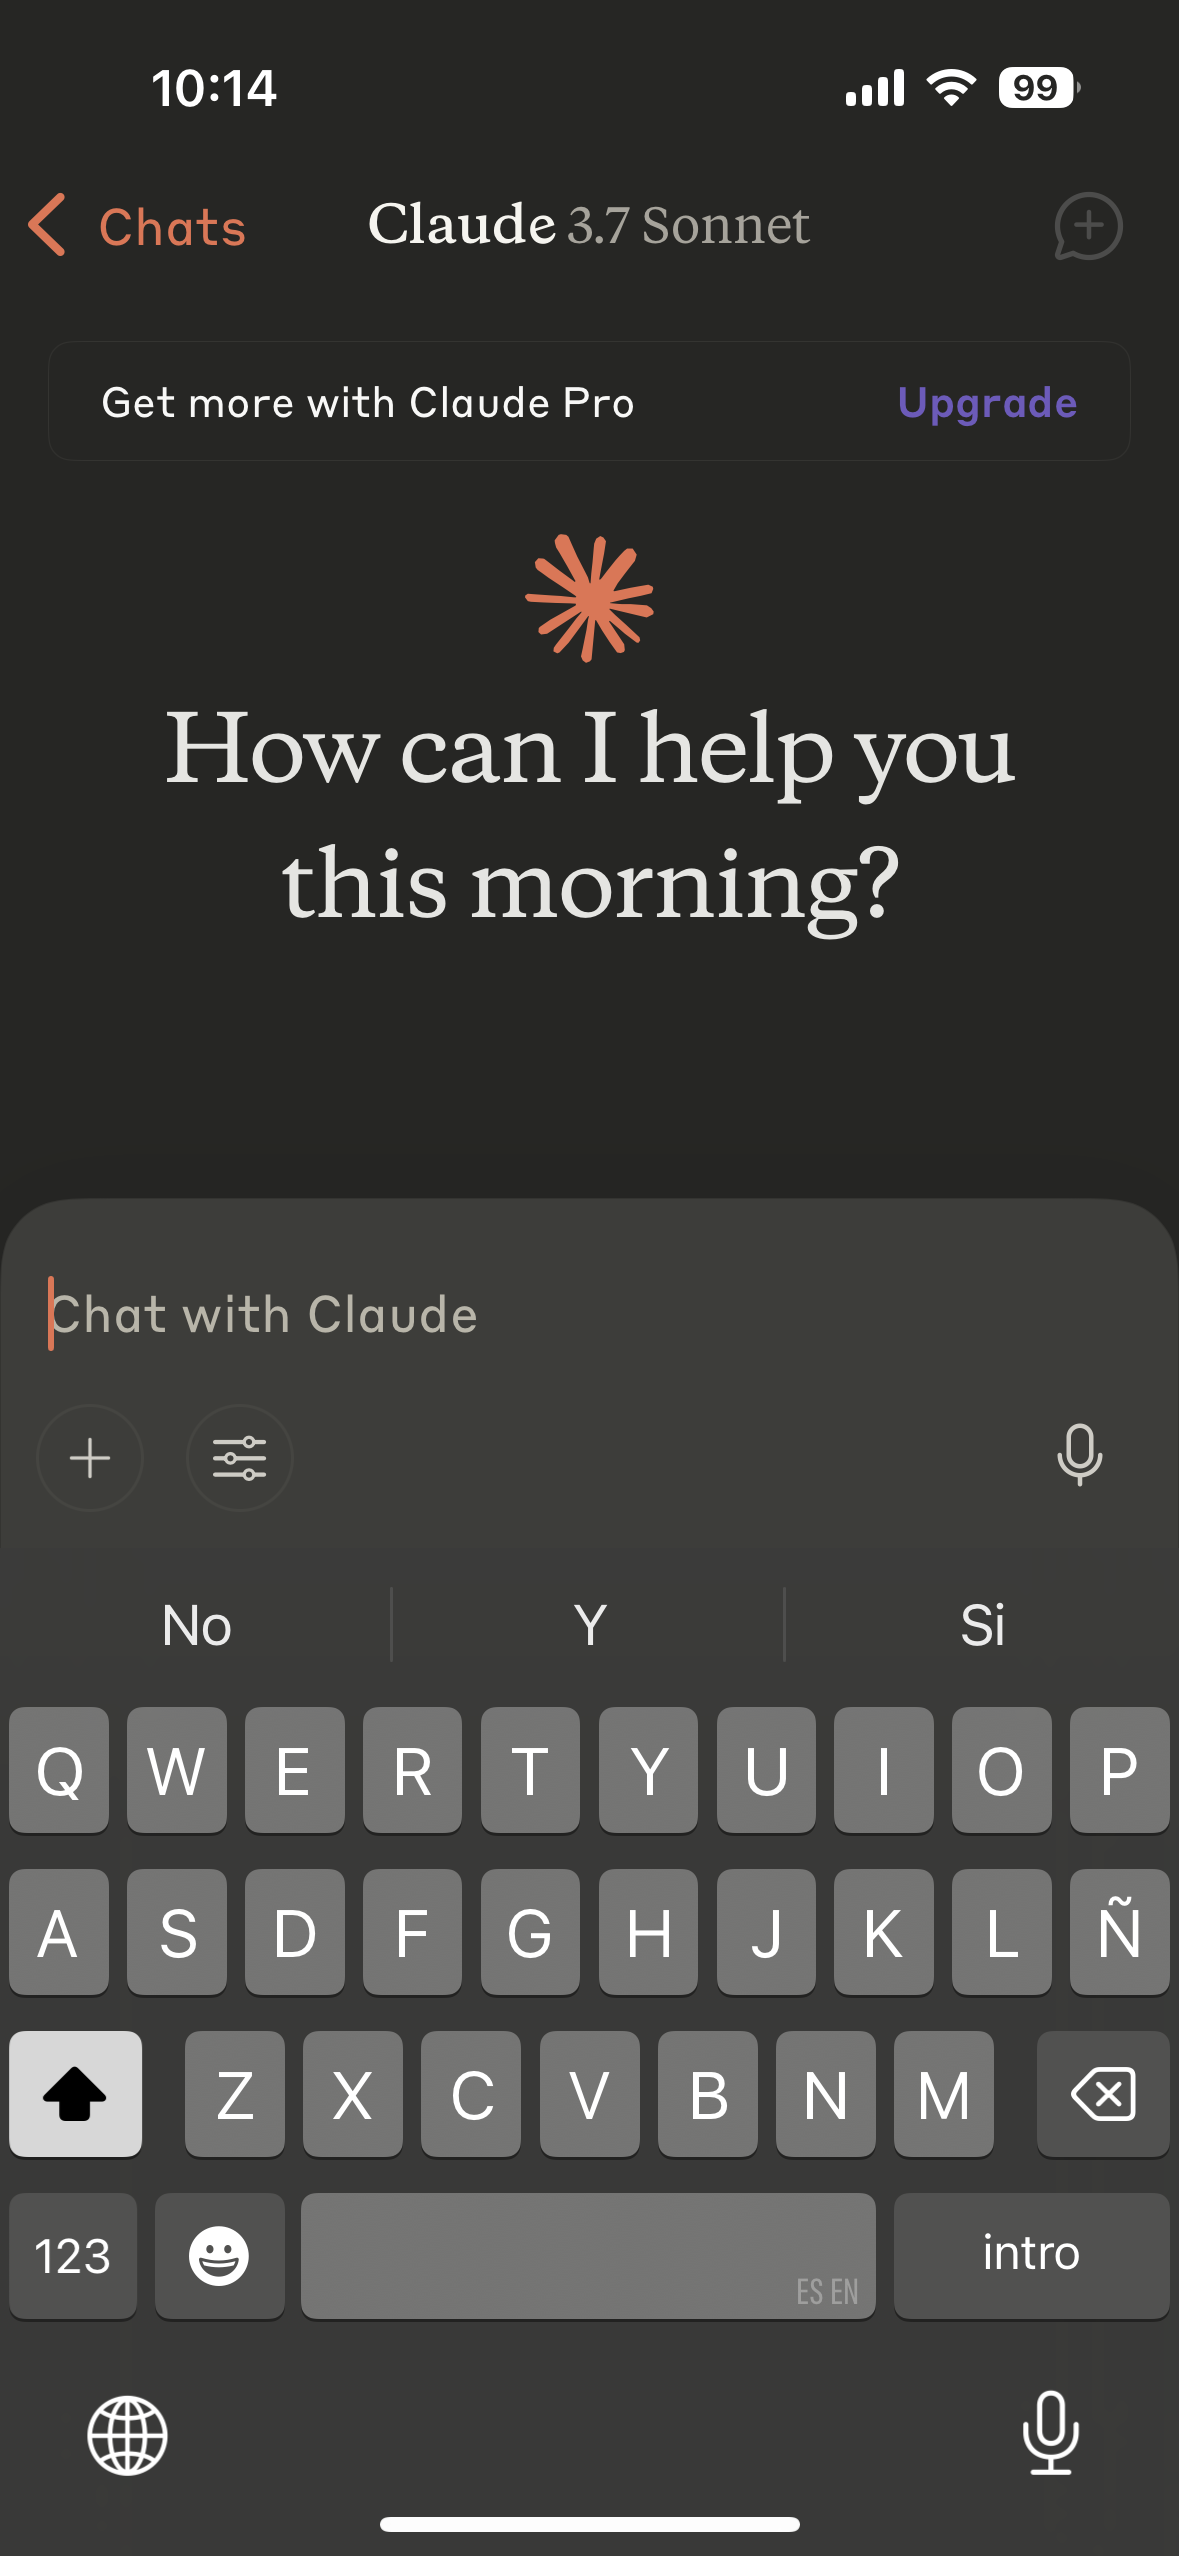 10:14
99
Chats
Claude 3.7 Sonnet
Get more with Claude Pro
Upgrade
How can I help you
this morning?
Chat with Claude
No
Y
Si
Q W E R T Y U I O P
A S D F G H J K L Ñ
Z X C V B N M
123
ES EN
intro